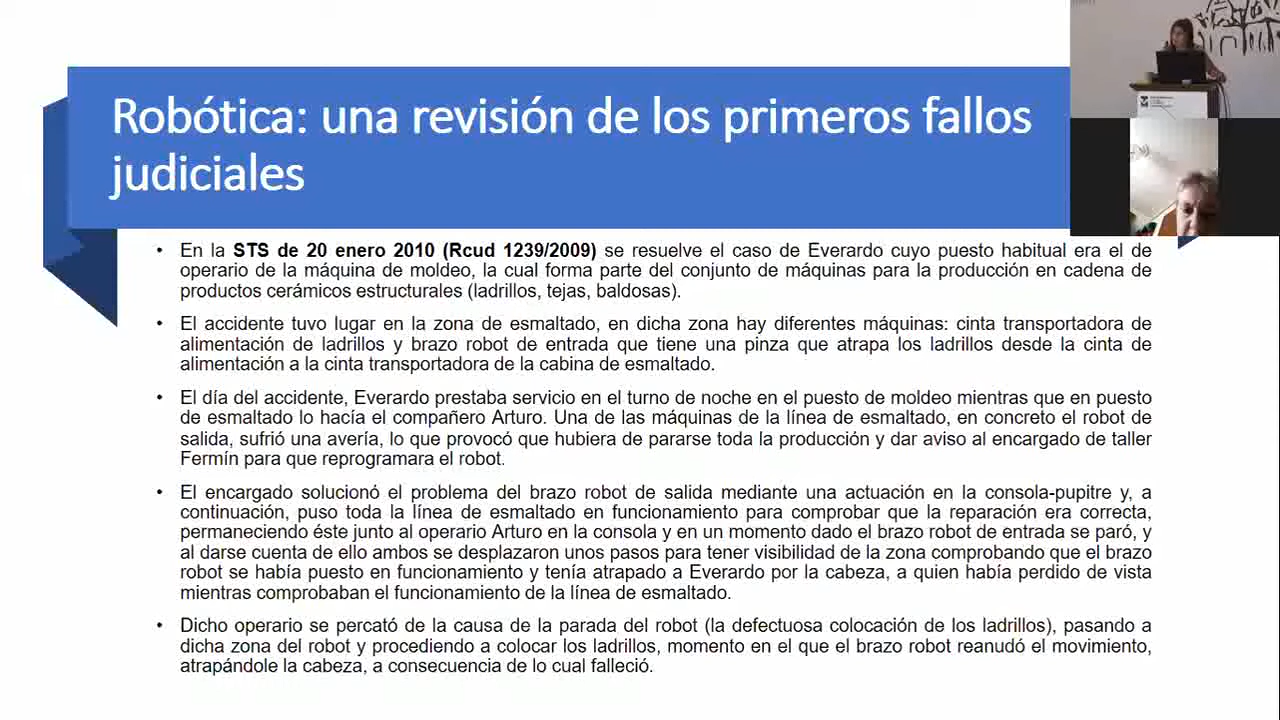 Robótica: una revisión de los primeros fallos
judiciales
• En la STS de 20 enero 2010 (Rcud 1239/2009) se resuelve el caso de Everardo cuyo puesto habitual era el de
operario de la máquina de moldeo, la cual forma parte del conjunto de máquinas para la producción en cadena de
productos cerámicos estructurales (ladrillos, tejas, baldosas).
• El accidente tuvo lugar en la zona de esmaltado, en dicha zona hay diferentes máquinas: cinta transportadora de
alimentación de ladrillos y brazo robot de entrada que tiene una pinza que atrapa los ladrillos desde la cinta de
alimentación a la cinta transportadora de la cabina de esmaltado.
• El día del accidente, Everardo prestaba servicio en el turno de noche en el puesto de moldeo mientras que en puesto
de esmaltado lo hacía el compañero Arturo. Una de las máquinas de la línea de esmaltado, en concreto el robot de
salida, sufrió una avería, lo que provocó que hubiera de pararse toda la producción y dar aviso al encargado de taller
Fermín para que reprogramara el robot.
• El encargado solucionó el problema del brazo robot de salida mediante una actuación en la consola-pupitre y, a
continuación, puso toda la línea de esmaltado en funcionamiento para comprobar que la reparación era correcta,
permaneciendo éste junto al operario Arturo en la consola y en un momento dado el brazo robot de entrada se paró, y
al darse cuenta de ello ambos se desplazaron unos pasos para tener visibilidad de la zona comprobando que el brazo
robot se había puesto en funcionamiento y tenía atrapado a Everardo por la cabeza, a quien había perdido de vista
mientras comprobaban el funcionamiento de la línea de esmaltado.
• Dicho operario se percató de la causa de la parada del robot (la defectuosa colocación de los ladrillos), pasando a
dicha zona del robot y procediendo a colocar los ladrillos, momento en el que el brazo robot reanudó el movimiento,
atrapándole la cabeza, a consecuencia de lo cual falleció.